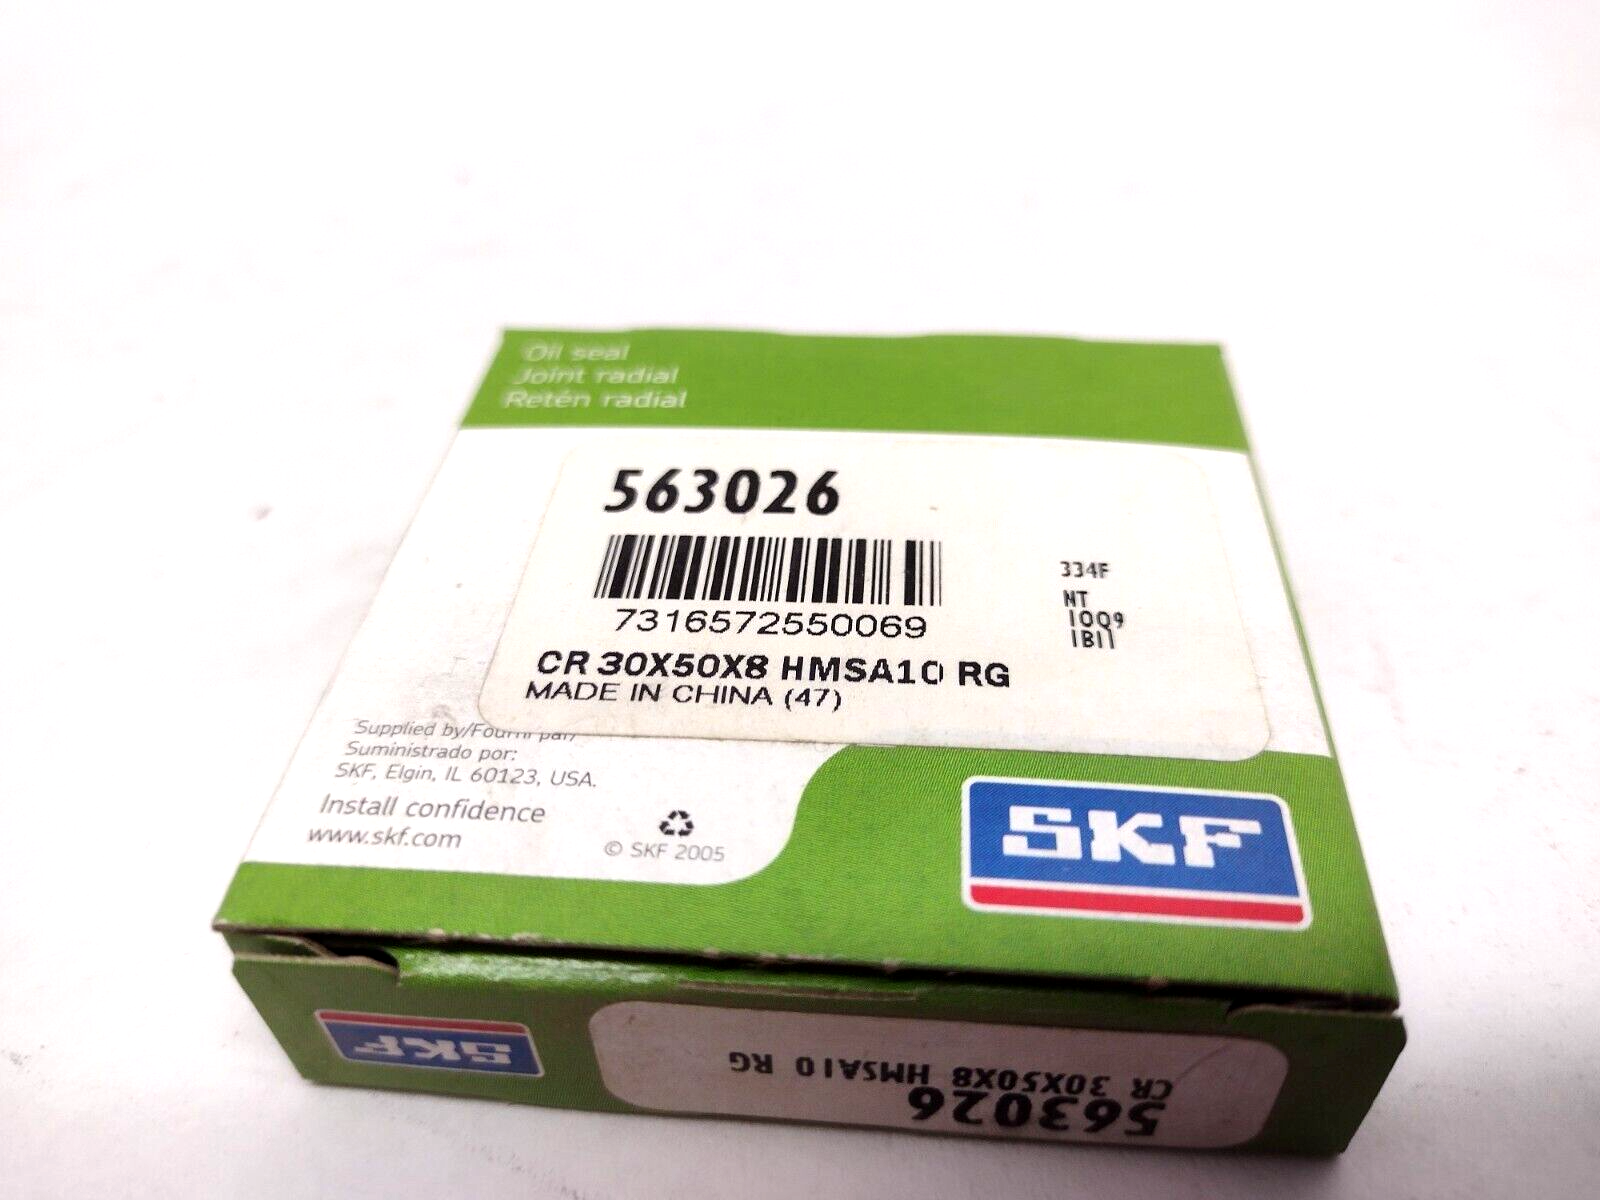 Oil seal
Joint radial
Retén radial
563026
7316572550069
334F
NT
1009
1B11
CR 30X50X8 HMSA10 RG
MADE IN CHINA (47)
Supplied by/Fourni par/
Suministrado por:
SKF, Elgin, IL 60123, USA.
Install confidence
www.skf.com
© SKF 2005
SKF
SKF
563026
CR 30X50X8 HMSA10 RG